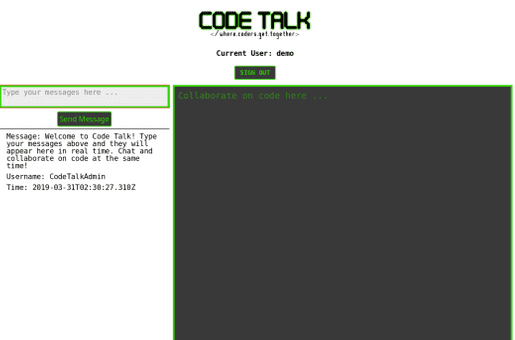 CODE TALK
</where.coders.get.together>
Current User: demo
SIGN OUT
Type your messages here ...
Send Message
Message: Welcome to Code Talk! Type
your messages above and they will
appear here in real time. Chat and
collaborate on code at the same
time!
Username: CodeTalkAdmin
Time: 2019-03-31T02:30:27.318Z
Collaborate on code here ...